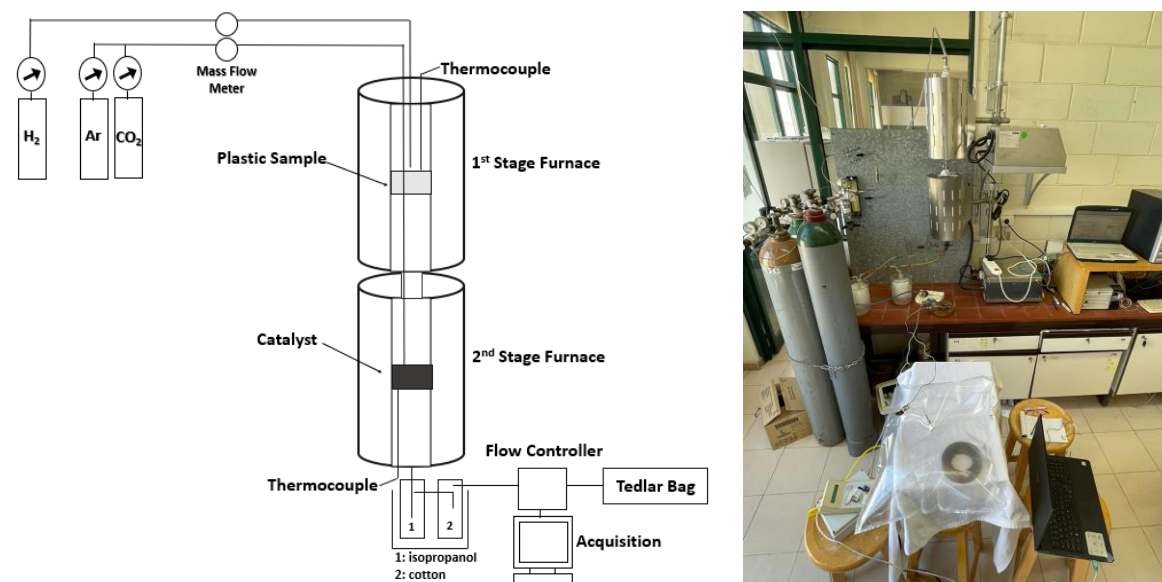 Mass Flow
Meter
H₂
Ar
CO₂
Thermocouple
Plastic Sample
1st Stage Furnace
Catalyst
2nd Stage Furnace
Thermocouple
Flow Controller
Tedlar Bag
1
2
Acquisition
1: isopropanol
2: cotton